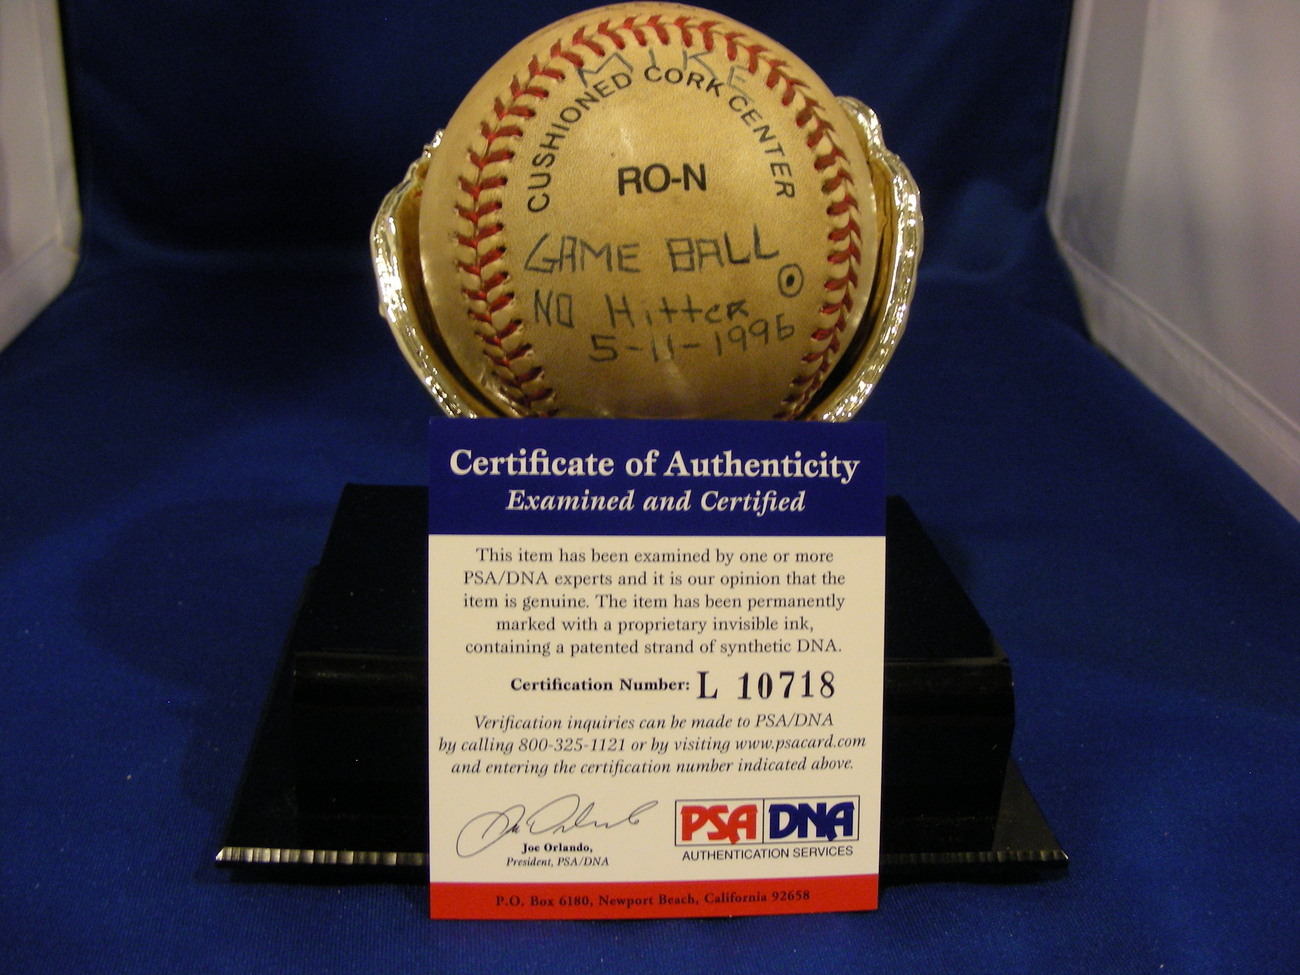 MIKE
CUSHIONED CORK CENTER
RO-N
GAME BALL
NO Hitter
5-11-1996
Certificate of Authenticity
Examined and Certified
This item has been examined by one or more
PSA/DNA experts and it is our opinion that the
item is genuine. The item has been permanently
marked with a proprietary invisible ink,
containing a patented strand of synthetic DNA.
Certification Number: L 10718
Verification inquiries can be made to PSA/DNA
by calling 800-325-1121 or by visiting www.psacard.com
and entering the certification number indicated above.
Joe Orlando,
President, PSA/DNA
PSA DNA
AUTHENTICATION SERVICES
P.O. Box 6180, Newport Beach, California 92658